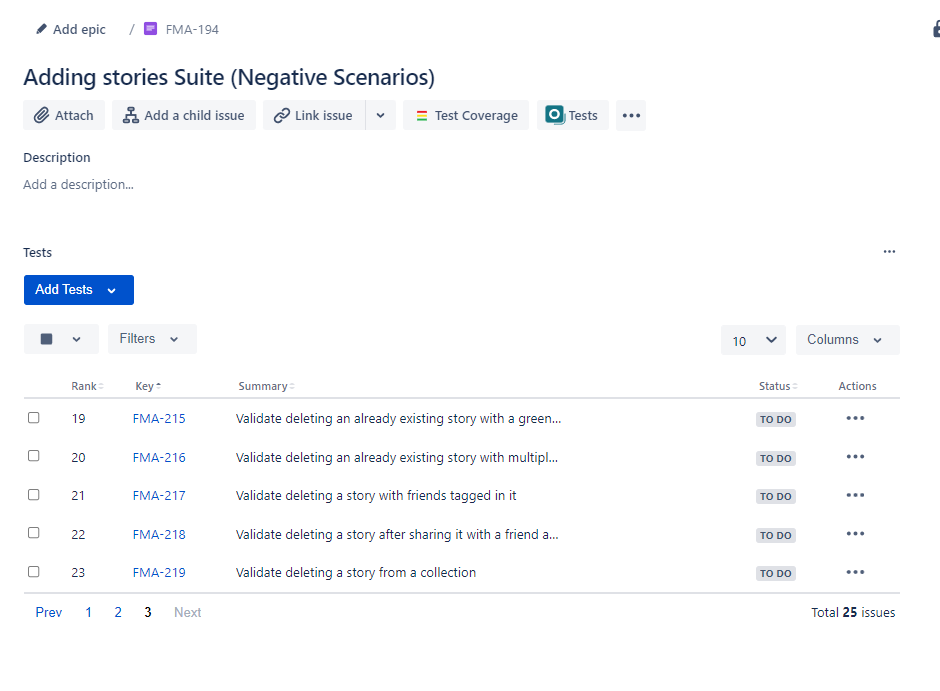 Add epic / FMA-194
Adding stories Suite (Negative Scenarios)
Attach Add a child issue Link issue Test Coverage Tests
Description
Add a description...
Tests
Add Tests
Filters 10 Columns
Rank Key Summary Status Actions
19 FMA-215 Validate deleting an already existing story with a green... TO DO
20 FMA-216 Validate deleting an already existing story with multipl... TO DO
21 FMA-217 Validate deleting a story with friends tagged in it TO DO
22 FMA-218 Validate deleting a story after sharing it with a friend a... TO DO
23 FMA-219 Validate deleting a story from a collection TO DO
Prev 1 2 3 Next Total 25 issues